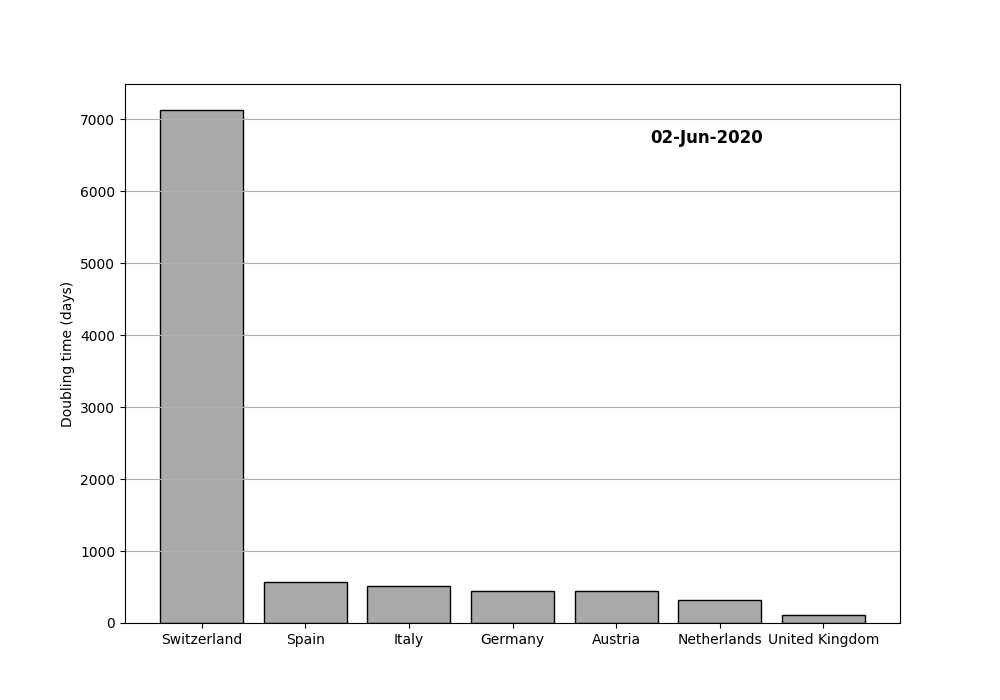 02-Jun-2020
Doubling time (days)
7000
6000
5000
4000
3000
2000
1000
0
Switzerland Spain Italy Germany Austria Netherlands United Kingdom